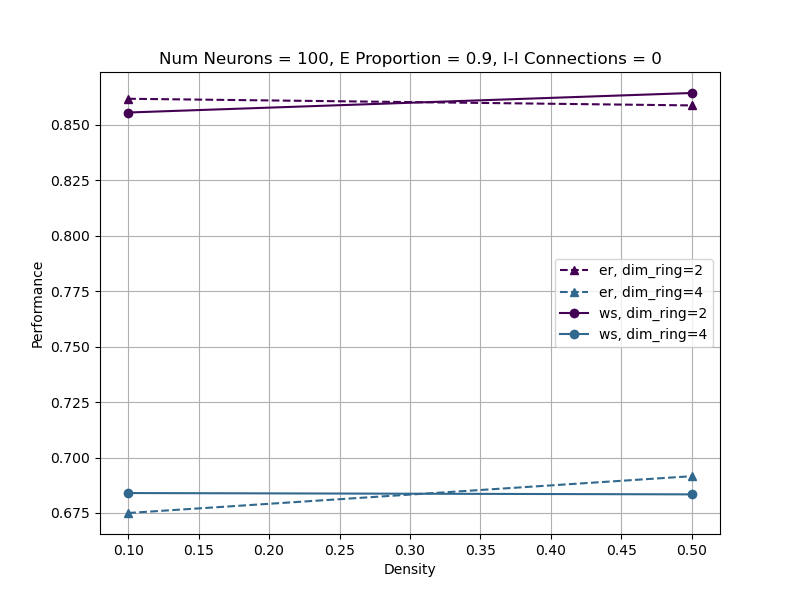 Num Neurons = 100, E Proportion = 0.9, I-I Connections = 0
0.850
0.825
0.800
0.775
0.750
0.725
0.700
0.675
Performance
er, dim_ring=2
er, dim_ring=4
ws, dim_ring=2
ws, dim_ring=4
0.10 0.15 0.20 0.25 0.30 0.35 0.40 0.45 0.50
Density